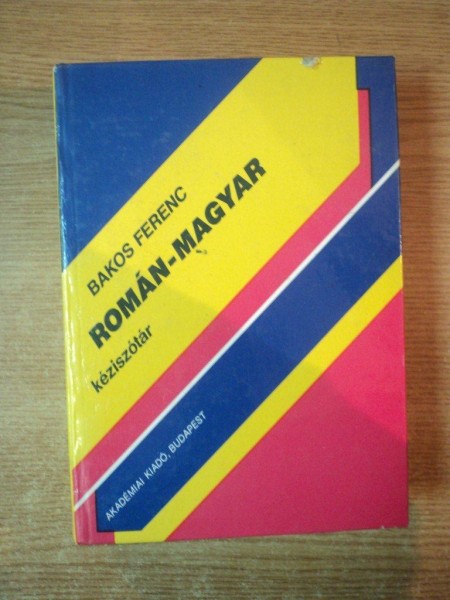 BAKOS FERENC
ROMÁN-MAGYAR
kéziszótár
AKADÉMIAI KIADÓ, BUDAPEST